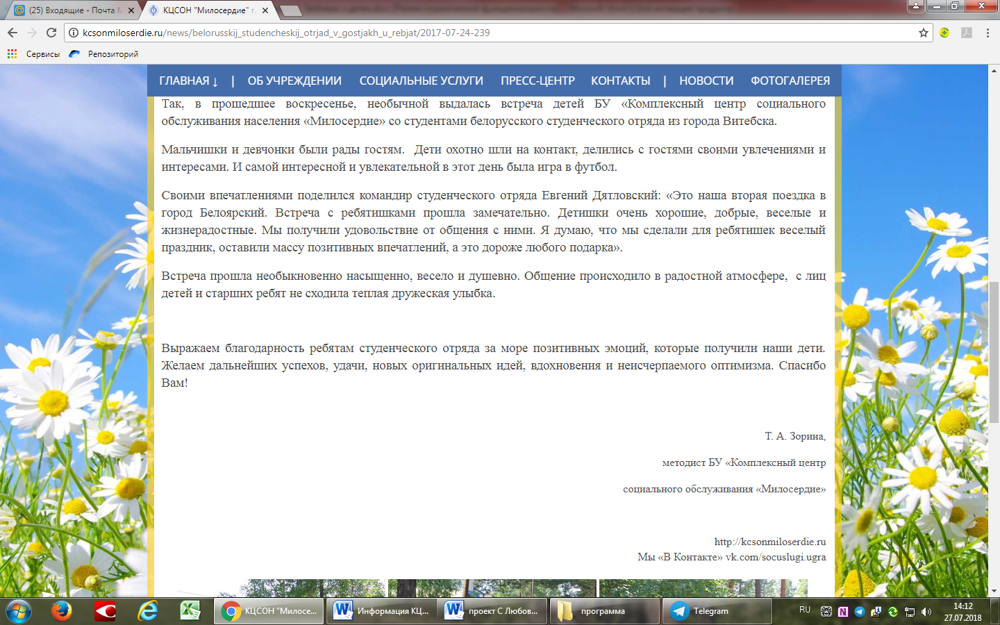 (25) Входящие - Почта
КЦСОН "Милосердие" г.
kcsonmiloserdie.ru/news/belorusskij_studencheskij_otrjad_v_gostjakh_u_rebjat/2017-07-24-239
Сервисы Репозиторий
ГЛАВНАЯ ↓ | ОБ УЧРЕЖДЕНИИ СОЦИАЛЬНЫЕ УСЛУГИ ПРЕСС-ЦЕНТР КОНТАКТЫ | НОВОСТИ ФОТОГАЛЕРЕЯ
Так, в прошедшее воскресенье, необычной выдалась встреча детей БУ «Комплексный центр социального
обслуживания населения «Милосердие» со студентами белорусского студенческого отряда из города Витебска.
Мальчишки и девчонки были рады гостям. Дети охотно шли на контакт, делились с гостями своими увлечениями и
интересами. И самой интересной и увлекательной в этот день была игра в футбол.
Своими впечатлениями поделился командир студенческого отряда Евгений Дятловский: «Это наша вторая поездка в
город Белоярский. Встреча с ребятишками прошла замечательно. Детишки очень хорошие, добрые, веселые и
жизнерадостные. Мы получили удовольствие от общения с ними. Я думаю, что мы сделали для ребятишек веселый
праздник, оставили массу позитивных впечатлений, а это дороже любого подарка».
Встреча прошла необыкновенно насыщенно, весело и душевно. Общение происходило в радостной атмосфере, с лиц
детей и старших ребят не сходила теплая дружеская улыбка.
Выражаем благодарность ребятам студенческого отряда за море позитивных эмоций, которые получили наши дети.
Желаем дальнейших успехов, удачи, новых оригинальных идей, вдохновения и неисчерпаемого оптимизма. Спасибо
Вам!
Т. А. Зорина,
методист БУ «Комплексный центр
социального обслуживания «Милосердие»
http://kcsonmiloserdie.ru
Мы «В Контакте» vk.com/socuslugi.ugra
КЦСОН "Милосе... Информация КЦ... проект С Любов... программа Telegram RU 14:12
27.07.2018